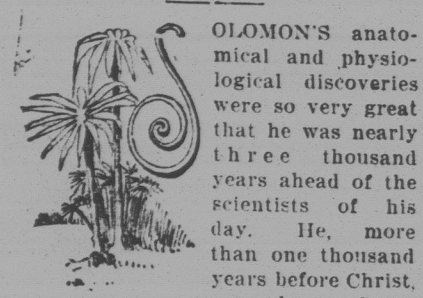 SOLOMON'S anato-
mical and physio-
logical discoveries
were so very great
that he was nearly
three thousand
years ahead of the
scientists of his
day. He, more
than one thousand
years before Christ,